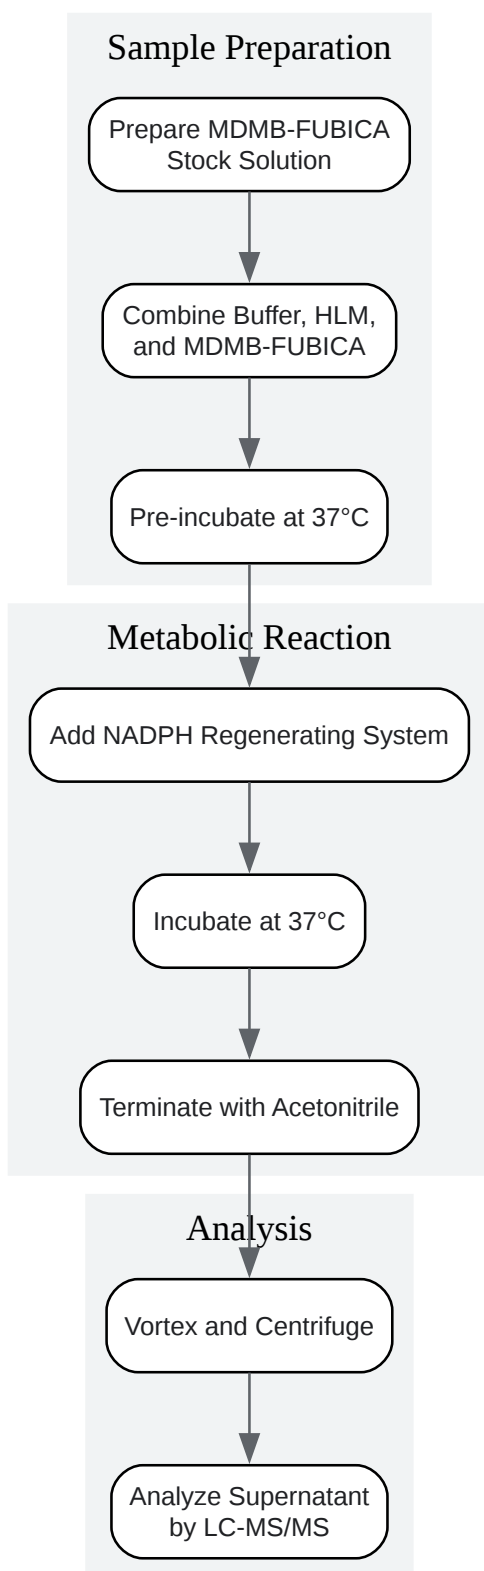 Sample Preparation
Prepare MDMB-FUBICA
Stock Solution
Combine Buffer, HLM,
and MDMB-FUBICA
Pre-incubate at 37°C
Metabolic Reaction
Add NADPH Regenerating System
Incubate at 37°C
Terminate with Acetonitrile
Analysis
Vortex and Centrifuge
Analyze Supernatant
by LC-MS/MS